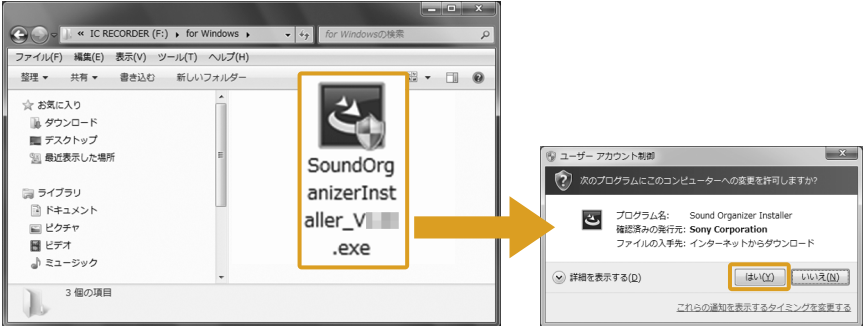 « IC RECORDER (F:) ▸ for Windows ▸
for Windowsの検索
ファイル(F) 編集(E) 表示(V) ツール(T) ヘルプ(H)
整理 ▼ 共有 ▼ 書き込む 新しいフォルダー
お気に入り
ダウンロード
デスクトップ
最近表示した場所
ライブラリ
ドキュメント
ピクチャ
ビデオ
ミュージック
SoundOrg
anizerInst
aller_V
.exe
3 個の項目
ユーザー アカウント制御
次のプログラムにこのコンピューターへの変更を許可しますか?
プログラム名: Sound Organizer Installer
確認済みの発行元: Sony Corporation
ファイルの入手先: インターネットからダウンロード
詳細を表示する(D)
はい(Y)
いいえ(N)
これらの通知を表示するタイミングを変更する